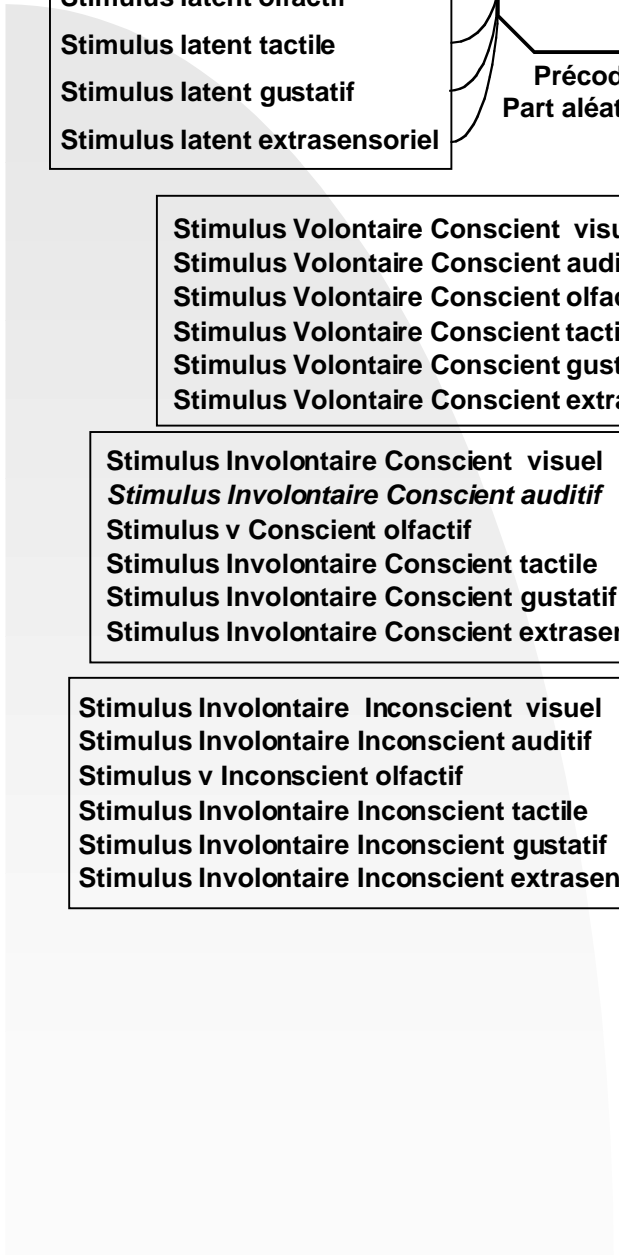 Stimulus latent olfactif
Stimulus latent tactile
Stimulus latent gustatif
Stimulus latent extrasensoriel
Précod
Part aléat
Stimulus Volontaire Conscient visu
Stimulus Volontaire Conscient audi
Stimulus Volontaire Conscient olfac
Stimulus Volontaire Conscient tacti
Stimulus Volontaire Conscient gust
Stimulus Volontaire Conscient extra
Stimulus Involontaire Conscient visuel
Stimulus Involontaire Conscient auditif
Stimulus v Conscient olfactif
Stimulus Involontaire Conscient tactile
Stimulus Involontaire Conscient gustatif
Stimulus Involontaire Conscient extraser
Stimulus Involontaire Inconscient visuel
Stimulus Involontaire Inconscient auditif
Stimulus v Inconscient olfactif
Stimulus Involontaire Inconscient tactile
Stimulus Involontaire Inconscient gustatif
Stimulus Involontaire Inconscient extrasen